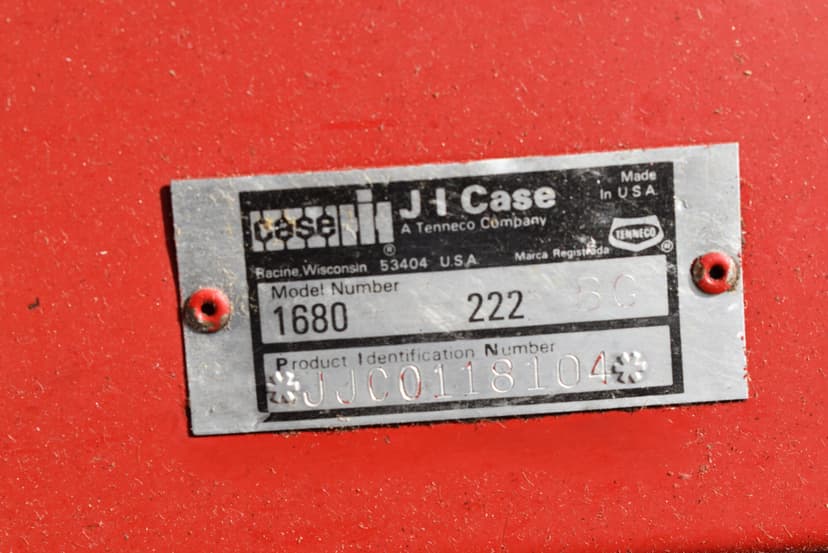 case IH ®
J I Case
A Tenneco Company
Made
In U S A
TENNECO ®
Racine, Wisconsin 53404 U.S.A.
Marca Registrada
Model Number
1680 222
Product Identification Number
*JJC0118104*